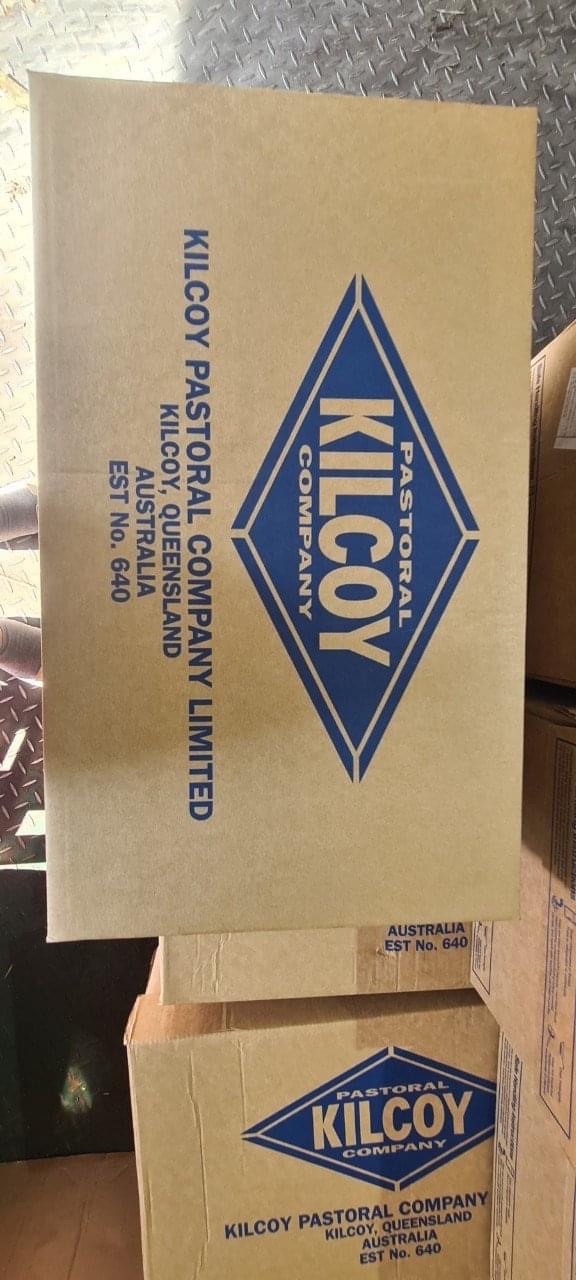 PASTORAL
KILCOY
COMPANY
KILCOY PASTORAL COMPANY LIMITED
KILCOY, QUEENSLAND
AUSTRALIA
EST No. 640
AUSTRALIA
EST No. 640
PASTORAL
KILCOY
COMPANY
KILCOY PASTORAL COMPANY
KILCOY, QUEENSLAND
AUSTRALIA
EST No. 640